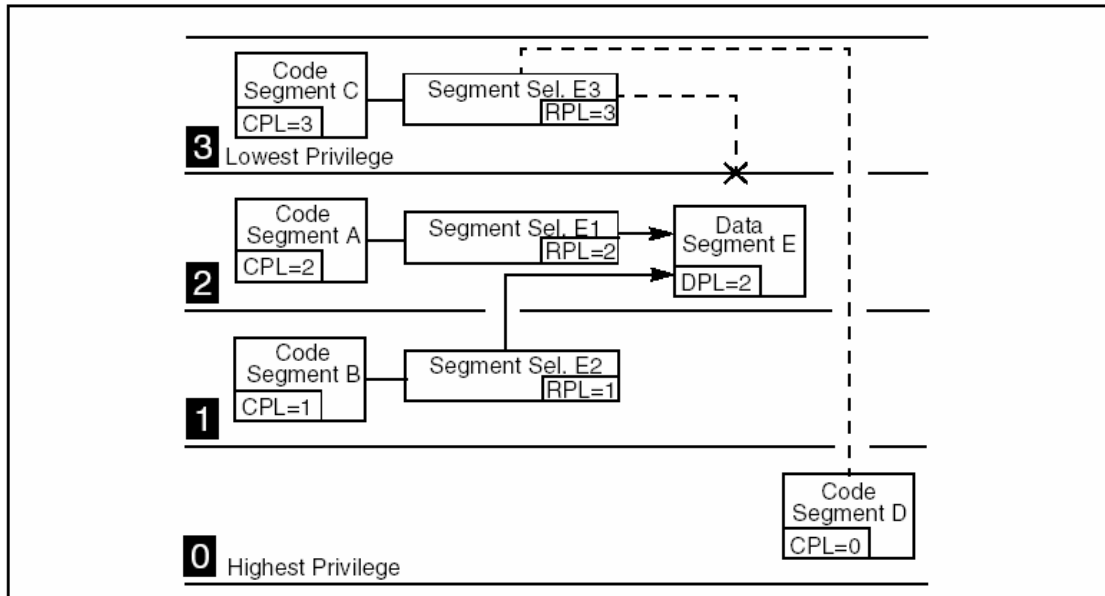 Code
Segment C
CPL=3
Segment Sel. E3
RPL=3
3
Lowest Privilege
Code
Segment A
CPL=2
Segment Sel. E1
RPL=2
Data
Segment E
DPL=2
2
Code
Segment B
CPL=1
Segment Sel. E2
RPL=1
1
Code
Segment D
CPL=0
0
Highest Privilege